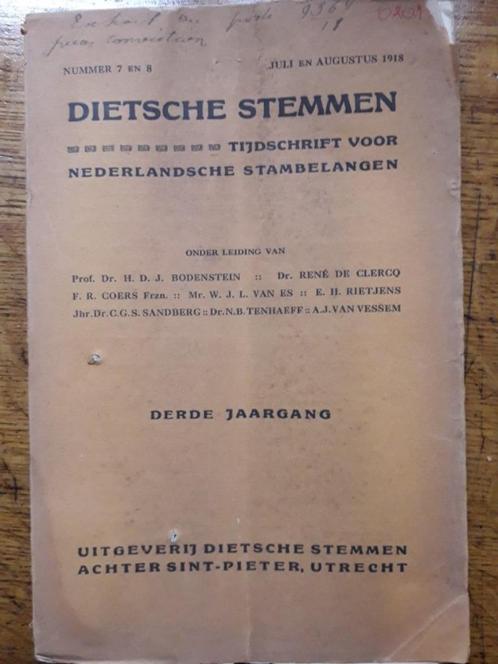 9364
0209
NUMMER 7 EN 8 JULI EN AUGUSTUS 1918
DIETSCHE STEMMEN
TIJDSCHRIFT VOOR
NEDERLANDSCHE STAMBELANGEN
ONDER LEIDING VAN
Prof. Dr. H. D. J. BODENSTEIN :: Dr. RENÉ DE CLERCQ
F. R. COERS Frzn. :: Mr. W. J. L. VAN ES :: E. H. RIETJENS
Jhr. Dr. C.G.S. SANDBERG :: Dr. N.B. TENHAEFF :: A.J. VAN VESSEM
DERDE JAARGANG
UITGEVERIJ DIETSCHE STEMMEN
ACHTER SINT-PIETER, UTRECHT